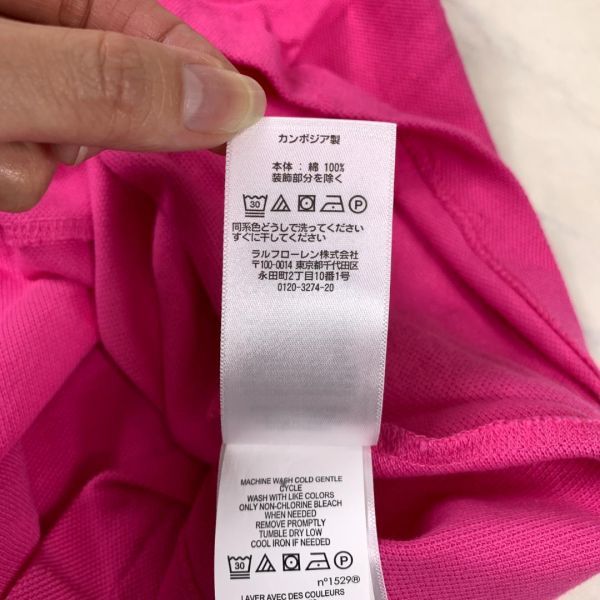 カンボジア製
本体 : 綿 100%
装飾部分を除く
30 P
同系色どうしで洗ってください
すぐに干してください
ラルフローレン株式会社
〒100-0014 東京都千代田区
永田町2丁目10番1号
0120-3274-20
MACHINE WASH COLD GENTLE
CYCLE
WASH WITH LIKE COLORS
ONLY NON-CHLORINE BLEACH
WHEN NEEDED
REMOVE PROMPTLY
TUMBLE DRY LOW
COOL IRON IF NEEDED
30 P
n°1529®
LAVER AVEC DES COULEURS